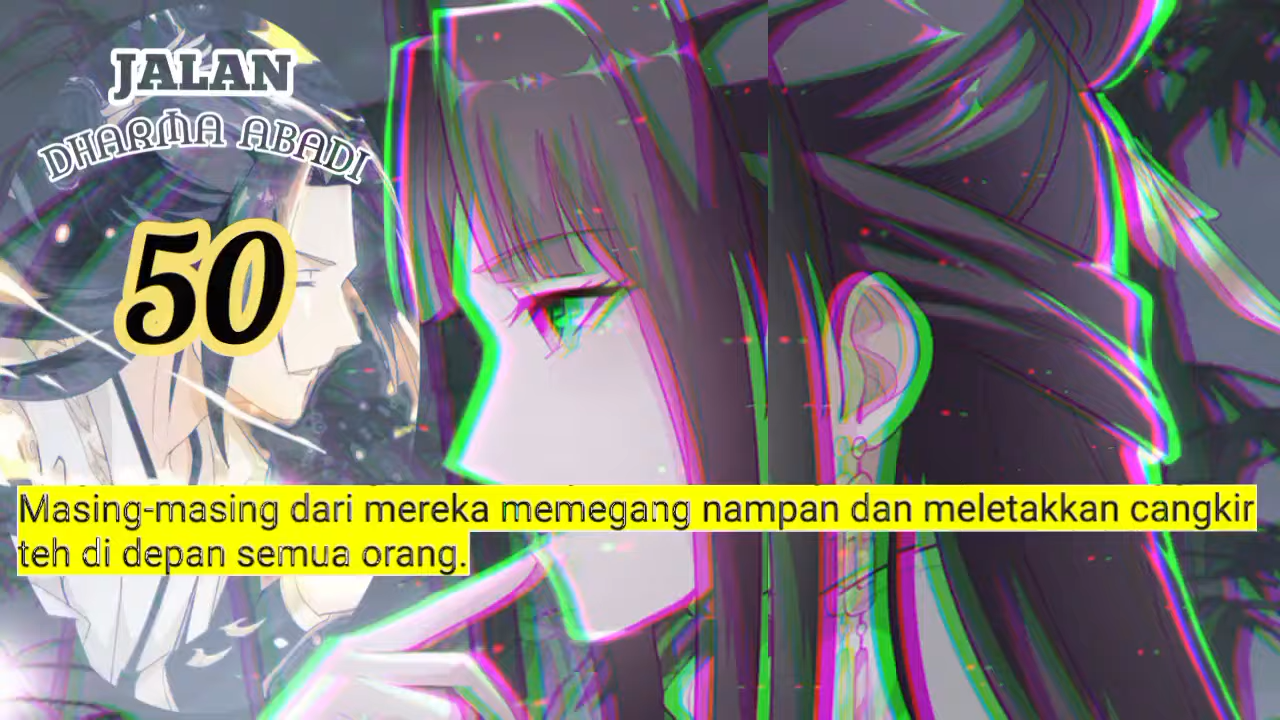 JALAN
DHARMA ABADI
50
Masing-masing dari mereka memegang nampan dan meletakkan cangkir
teh di depan semua orang.